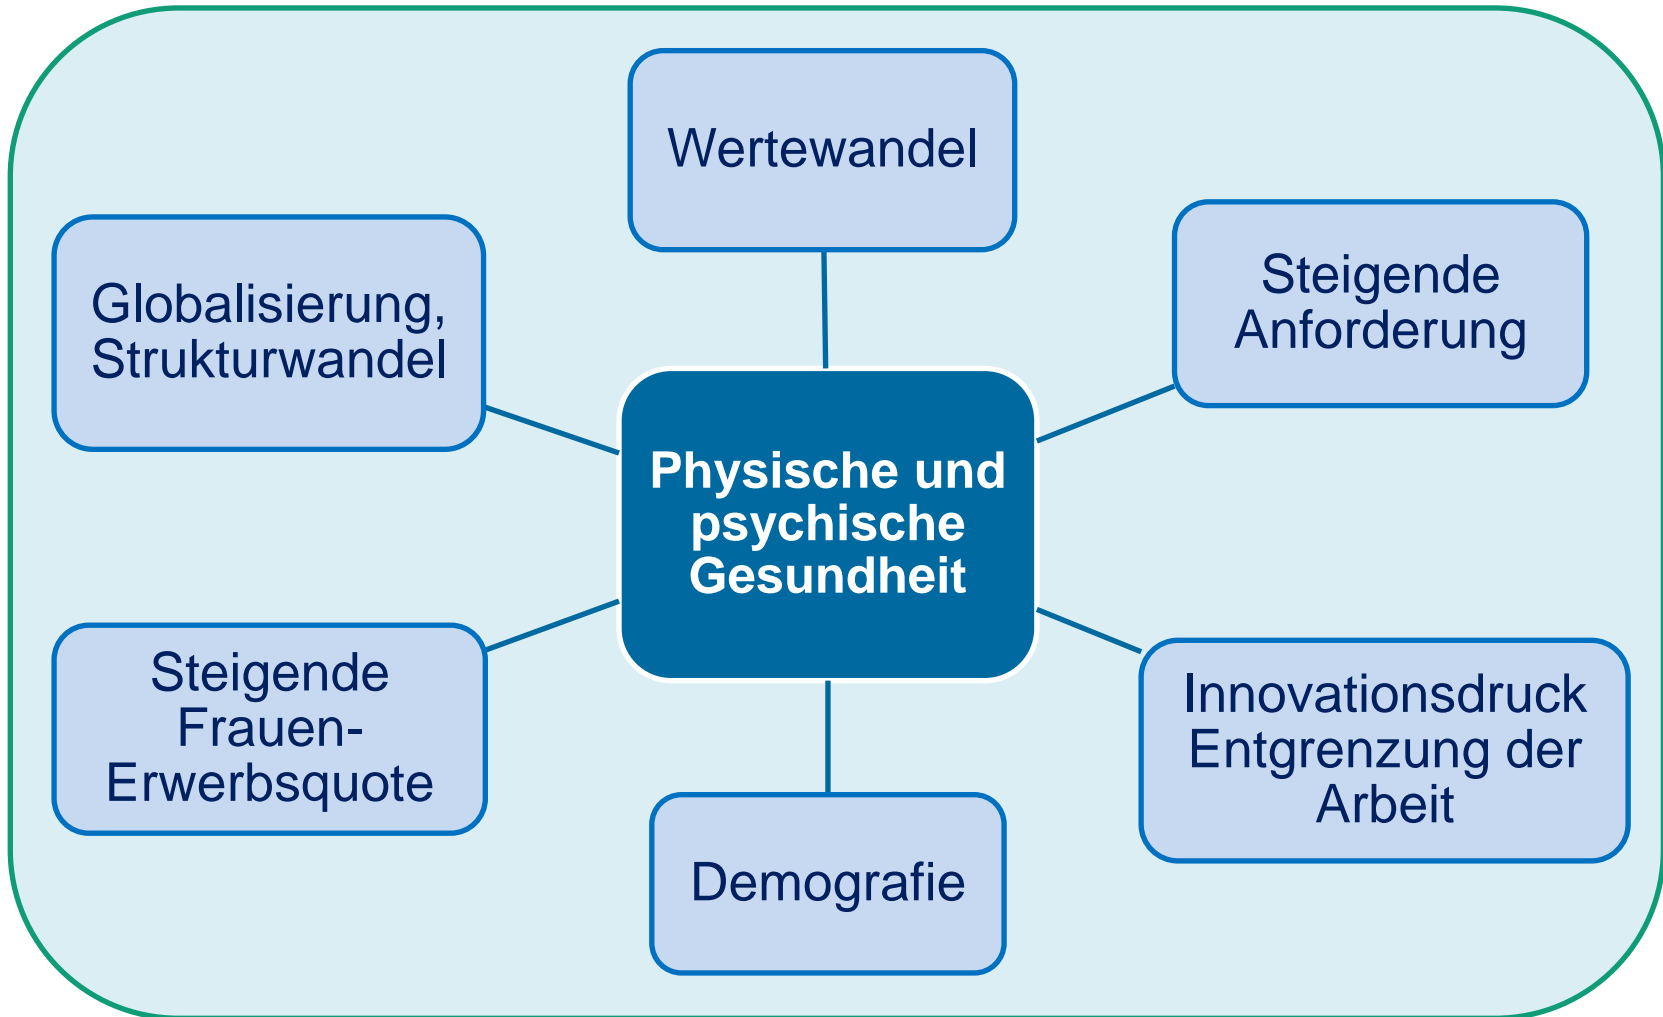 Wertewandel
Globalisierung,
Strukturwandel
Steigende
Anforderung
Physische und
psychische
Gesundheit
Steigende
Frauen-
Erwerbsquote
Innovationsdruck
Entgrenzung der
Arbeit
Demografie